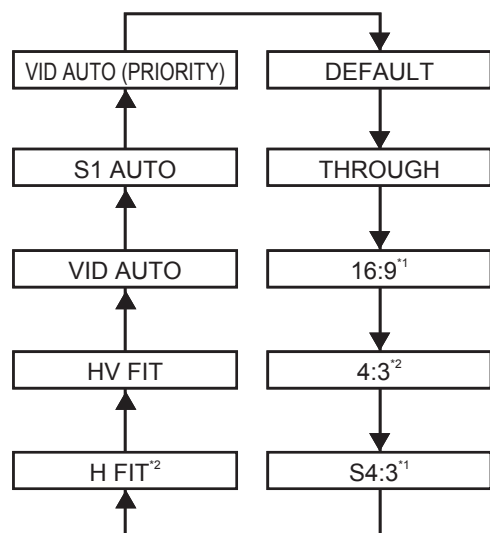 VID AUTO (PRIORITY)
DEFAULT
S1 AUTO
THROUGH
VID AUTO
16:9*1
HV FIT
4:3*2
H FIT*2
S4:3*1